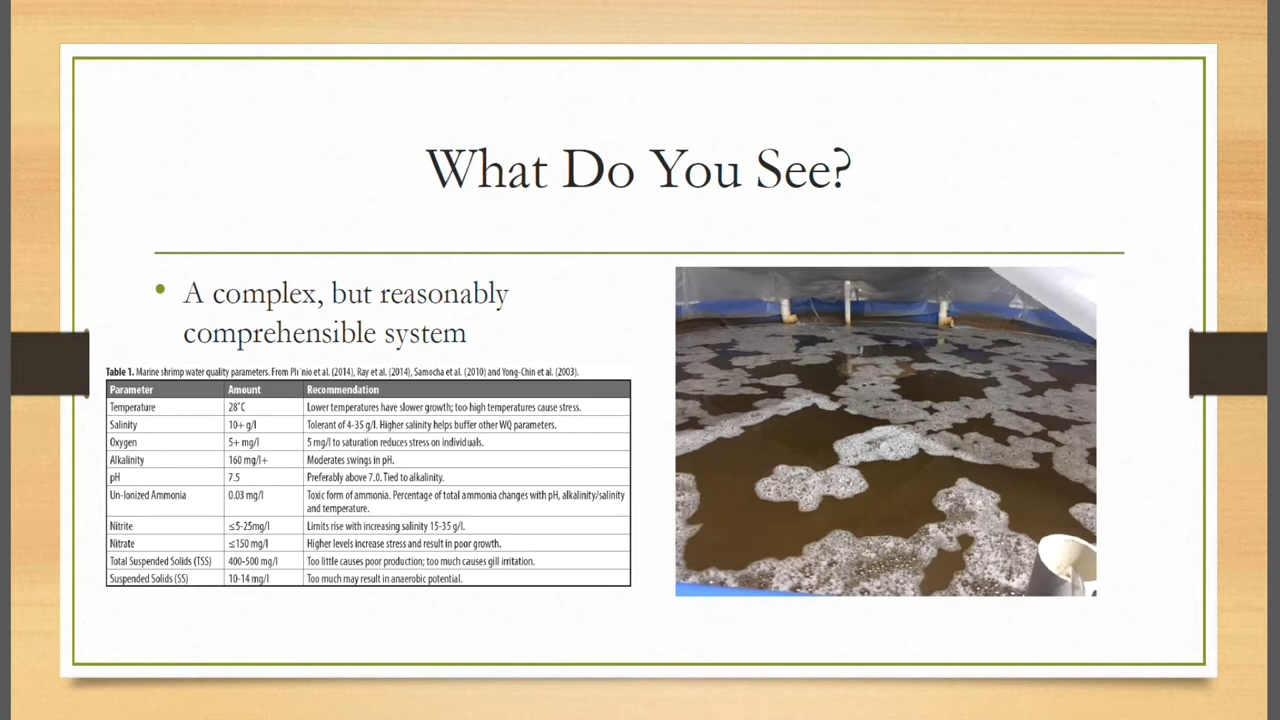 What Do You See?
• A complex, but reasonably
comprehensible system
Table 1. Marine shrimp water quality parameters. From Pli´nio et al. (2014), Ray et al. (2014), Samocha et al. (2010) and Yong-Chin et al. (2003).
Parameter Amount Recommendation
Temperature 28˚C Lower temperatures have slower growth; too high temperatures cause stress.
Salinity 10+ g/l Tolerant of 4-35 g/l. Higher salinity helps buffer other WQ parameters.
Oxygen 5+ mg/l 5 mg/l to saturation reduces stress on individuals.
Alkalinity 160 mg/l+ Moderates swings in pH.
pH 7.5 Preferably above 7.0. Tied to alkalinity.
Un-Ionized Ammonia 0.03 mg/l Toxic form of ammonia. Percentage of total ammonia changes with pH, alkalinity/salinity
and temperature.
Nitrite ≤5-25mg/l Limits rise with increasing salinity 15-35 g/l.
Nitrate ≤150 mg/l Higher levels increase stress and result in poor growth.
Total Suspended Solids (TSS) 400-500 mg/l Too little causes poor production; too much causes gill irritation.
Suspended Solids (SS) 10-14 mg/l Too much may result in anaerobic potential.